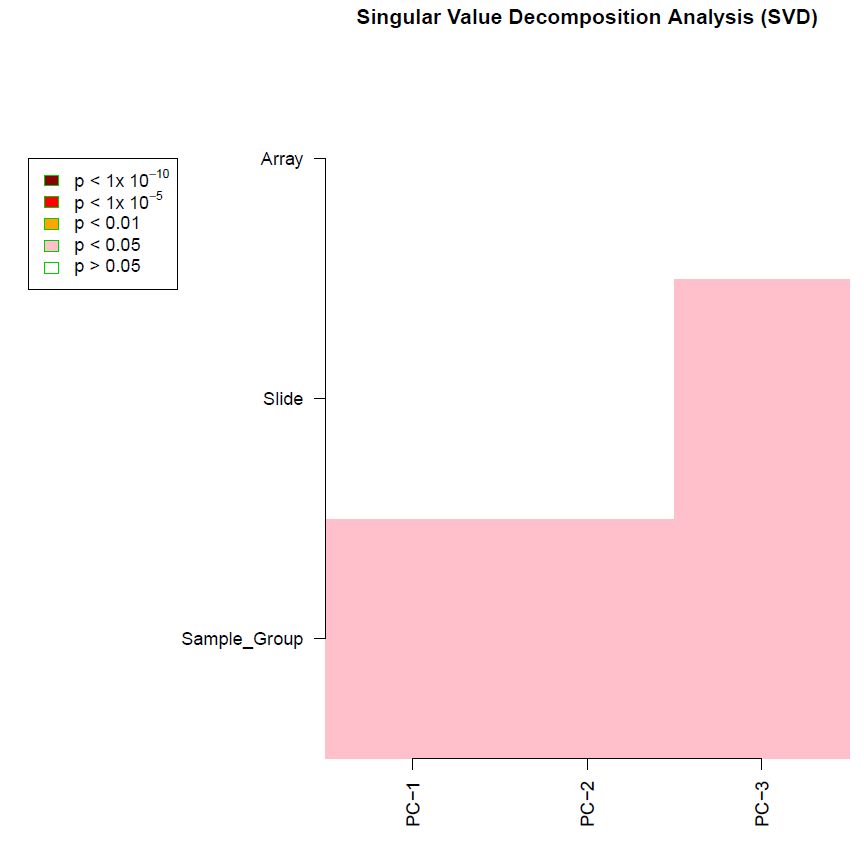 Singular Value Decomposition Analysis (SVD)
Array
p < 1x 10⁻¹⁰
p < 1x 10⁻⁵
p < 0.01
p < 0.05
p > 0.05
Slide
Sample_Group
PC−1
PC−2
PC−3